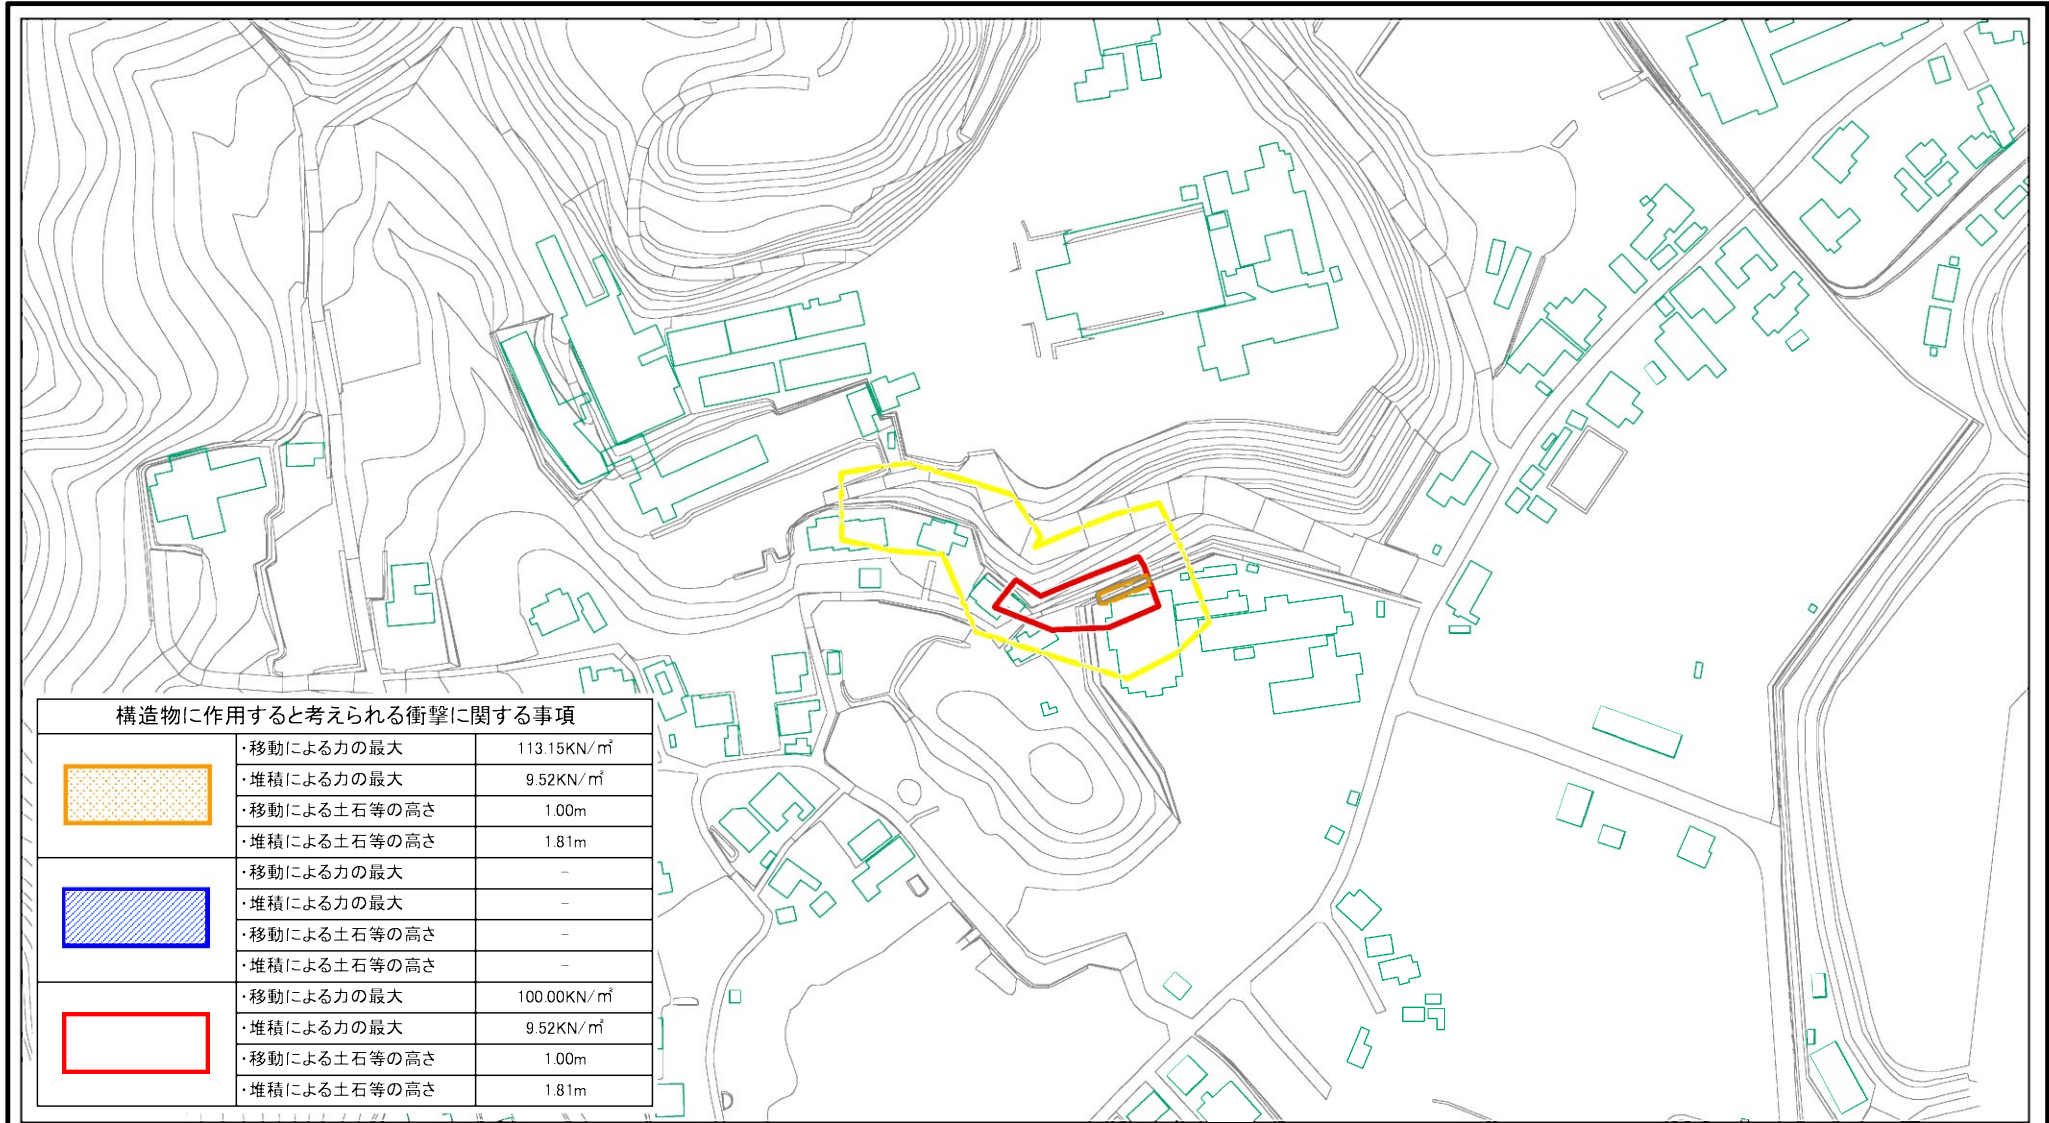 構造物に作用すると考えられる衝撃に関する事項
・移動による力の最大 113.15KN/㎡
・堆積による力の最大 9.52KN/㎡
・移動による土石等の高さ 1.00m
・堆積による土石等の高さ 1.81m
・移動による力の最大 −
・堆積による力の最大 −
・移動による土石等の高さ −
・堆積による土石等の高さ −
・移動による力の最大 100.00KN/㎡
・堆積による力の最大 9.52KN/㎡
・移動による土石等の高さ 1.00m
・堆積による土石等の高さ 1.81m